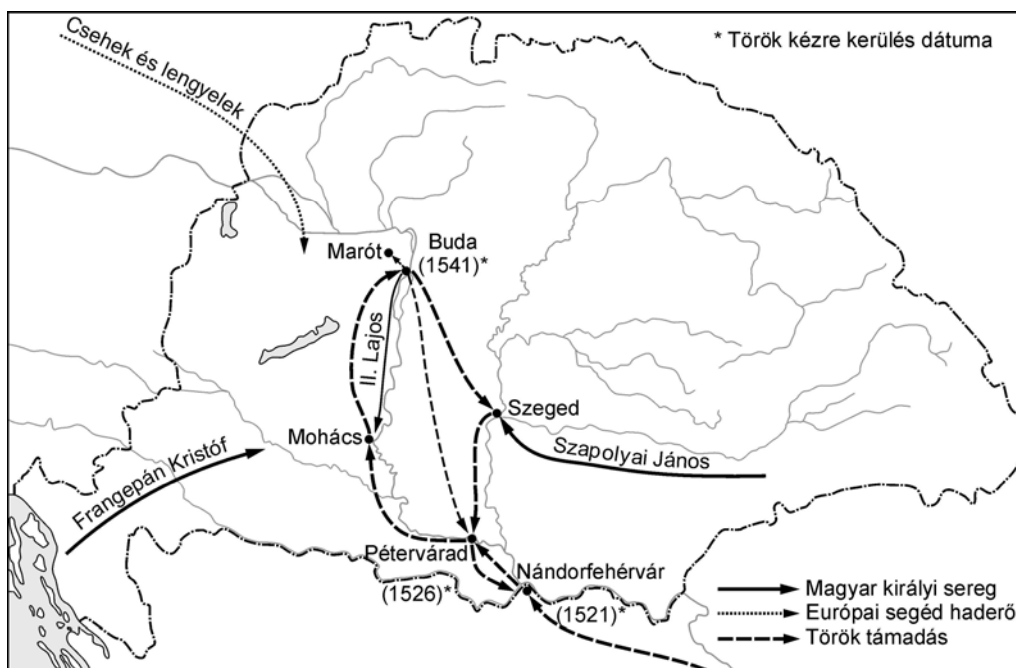 Csehek és lengyelek
* Török kézre kerülés dátuma
Marót
Buda
(1541)*
II. Lajos
Mohács
Szeged
Szapolyai János
Frangepán Kristóf
Pétervárad
(1526)*
Nándorfehérvár
(1521)*
Magyar királyi sereg
Európai segéd haderő
Török támadás